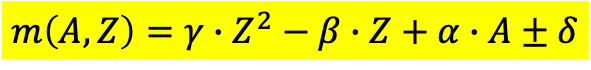 m(A, Z) = γ · Z² − β · Z + α · A ± δ